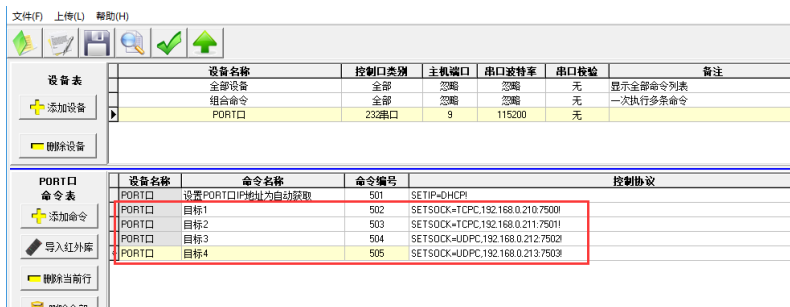 文件(F) 上传(L) 帮助(H)
设备表
添加设备
删除设备
设备名称 控制口类别 主机端口 串口波特率 串口校验 备注
全部设备 全部 忽略 忽略 无 显示全部命令列表
组合命令 全部 忽略 忽略 无 一次执行多条命令
PORT口 232串口 9 115200 无
PORT口
命令表
添加命令
导入红外库
删除当前行
删除全部
设备名称 命令名称 命令编号 控制协议
PORT口 设置PORT口IP地址为自动获取 501 SETIP=DHCP!
PORT口 目标1 502 SETSOCK=TCPC,192.168.0.210:7500!
PORT口 目标2 503 SETSOCK=TCPC,192.168.0.211:7501!
PORT口 目标3 504 SETSOCK=UDPC,192.168.0.212:7502!
PORT口 目标4 505 SETSOCK=UDPC,192.168.0.213:7503!